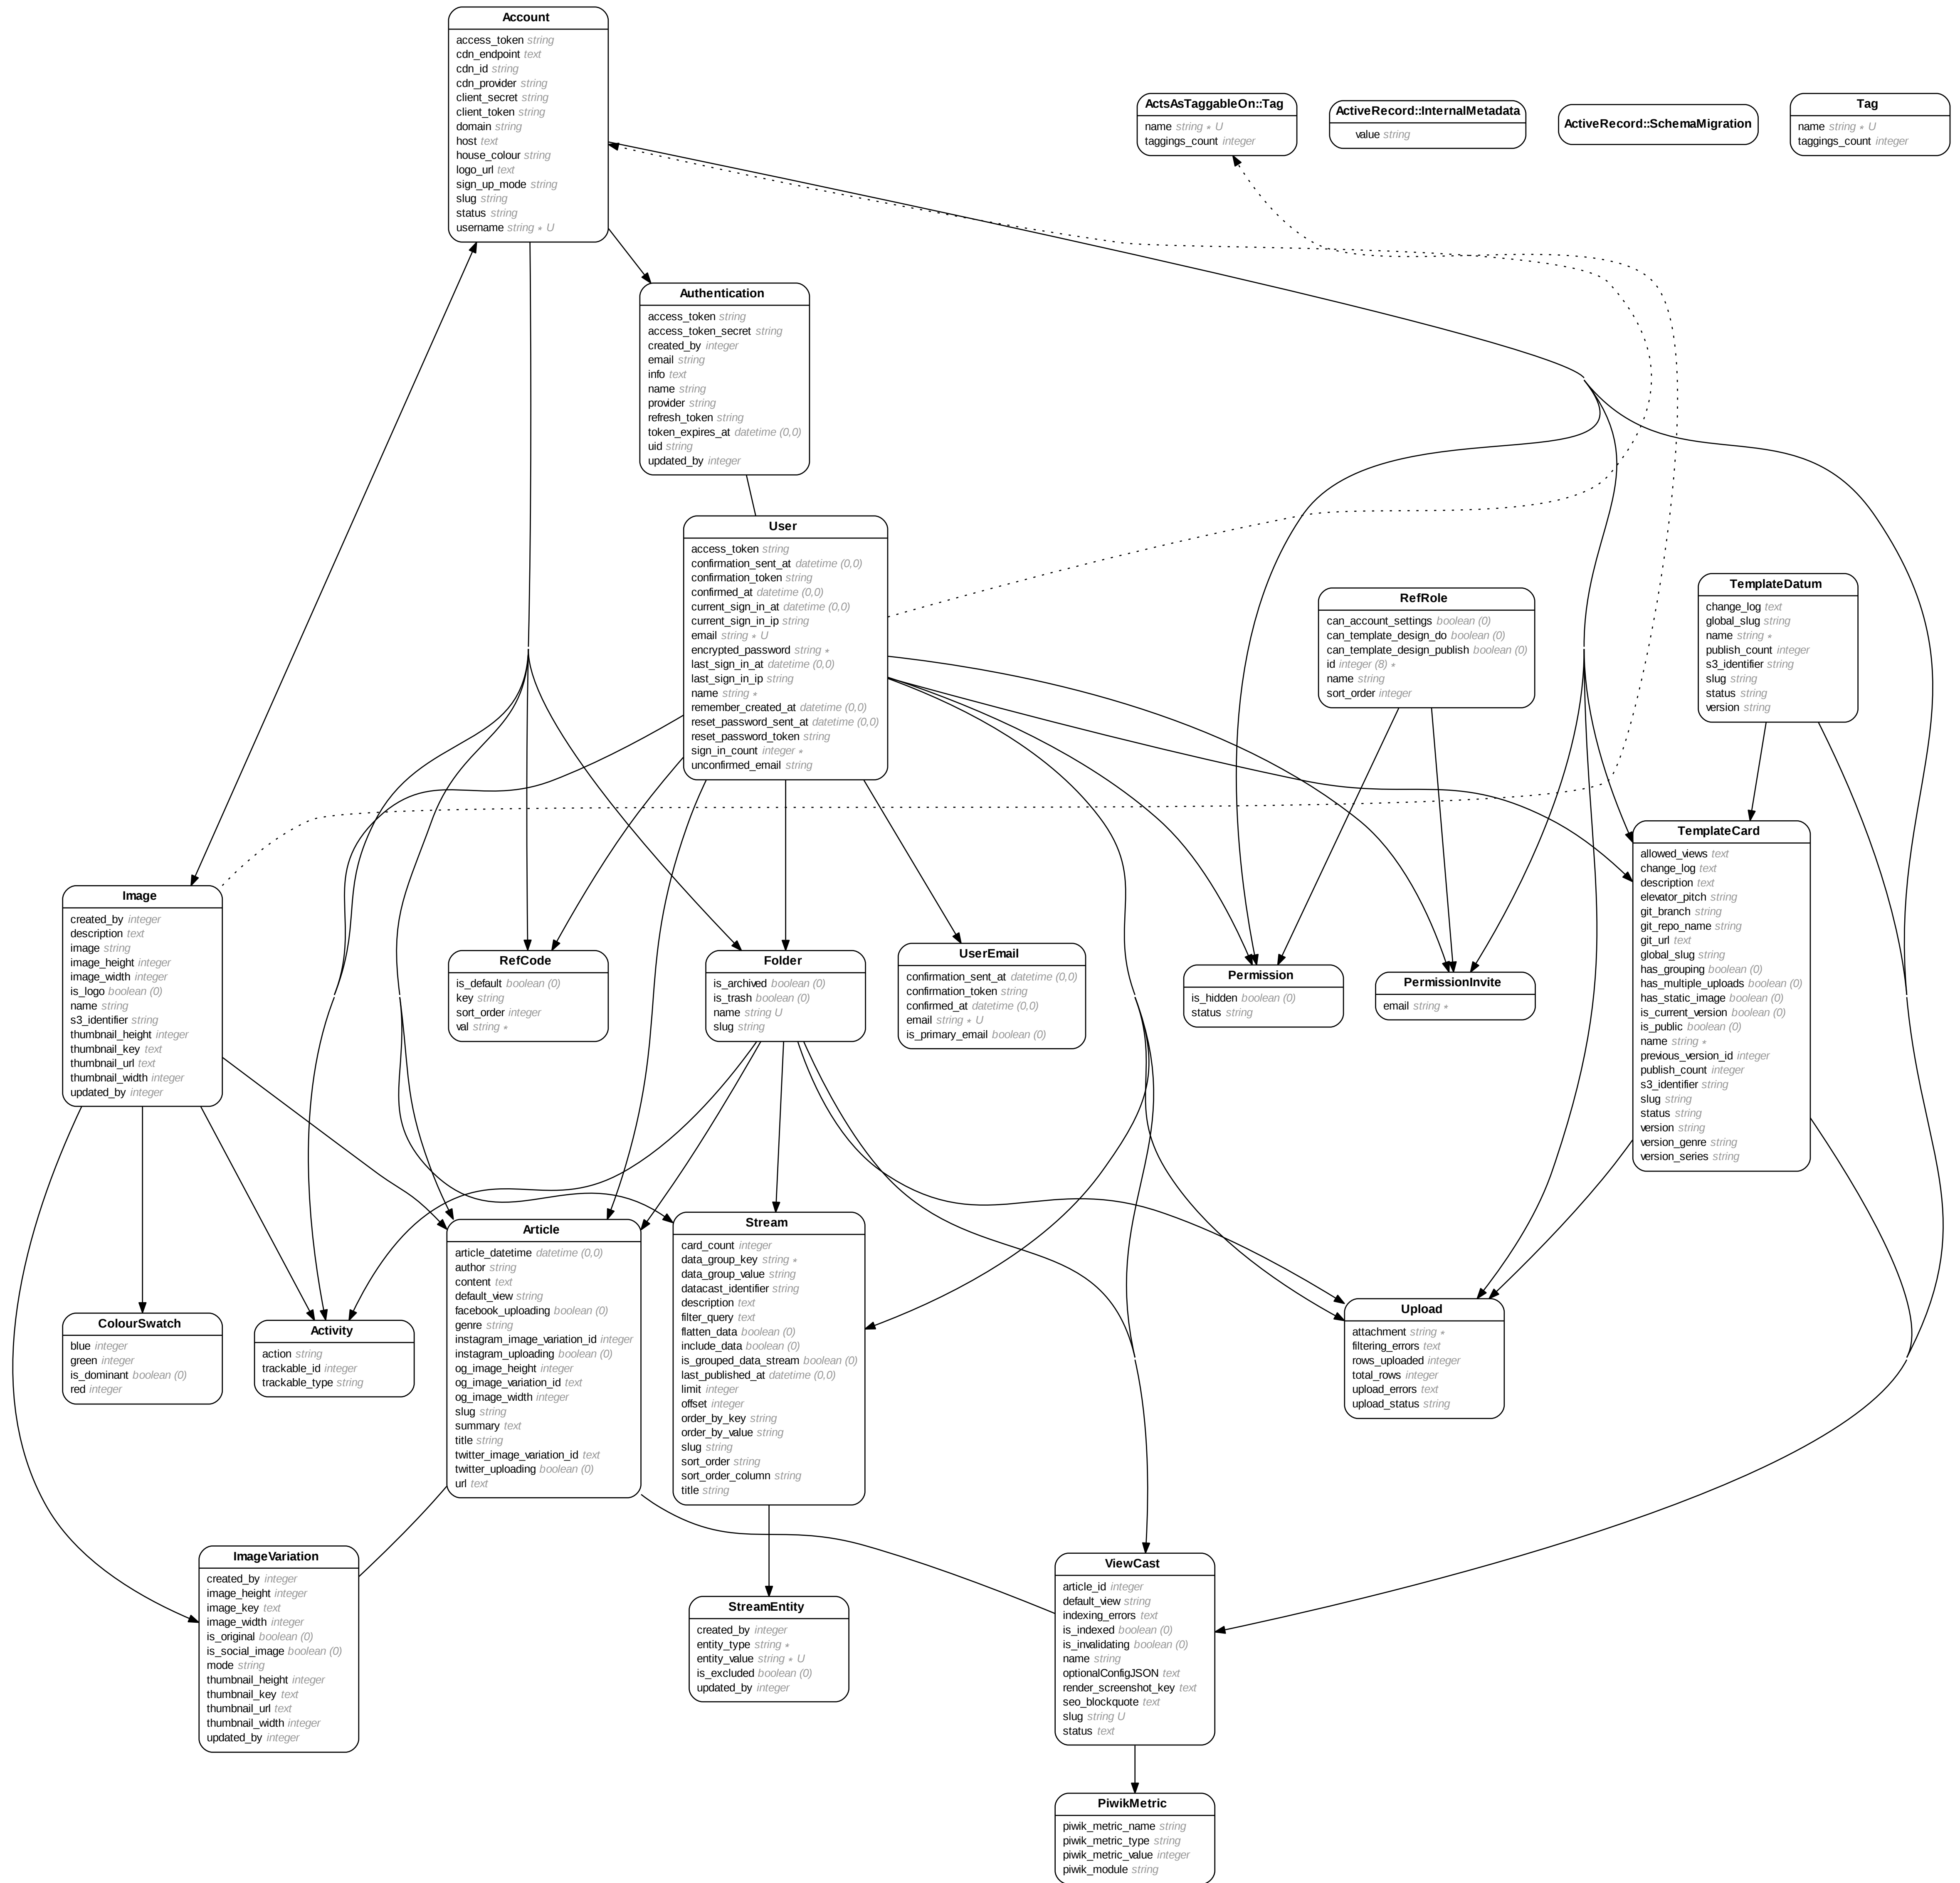 Account
access_token string
cdn_endpoint text
cdn_id string
cdn_provider string
client_secret string
client_token string
domain string
host text
house_colour string
logo_url text
sign_up_mode string
slug string
status string
username string ∗ U
ActsAsTaggableOn::Tag
name string ∗ U
taggings_count integer
ActiveRecord::InternalMetadata
value string
ActiveRecord::SchemaMigration
Tag
name string ∗ U
taggings_count integer
Authentication
access_token string
access_token_secret string
created_by integer
email string
info text
name string
provider string
refresh_token string
token_expires_at datetime (0,0)
uid string
updated_by integer
User
access_token string
confirmation_sent_at datetime (0,0)
confirmation_token string
confirmed_at datetime (0,0)
current_sign_in_at datetime (0,0)
current_sign_in_ip string
email string ∗ U
encrypted_password string ∗
last_sign_in_at datetime (0,0)
last_sign_in_ip string
name string ∗
remember_created_at datetime (0,0)
reset_password_sent_at datetime (0,0)
reset_password_token string
sign_in_count integer ∗
unconfirmed_email string
RefRole
can_account_settings boolean (0)
can_template_design_do boolean (0)
can_template_design_publish boolean (0)
id integer (8) ∗
name string
sort_order integer
TemplateDatum
change_log text
global_slug string
name string ∗
publish_count integer
s3_identifier string
slug string
status string
version string
TemplateCard
allowed_views text
change_log text
description text
elevator_pitch string
git_branch string
git_repo_name string
git_url text
global_slug string
has_grouping boolean (0)
has_multiple_uploads boolean (0)
has_static_image boolean (0)
is_current_version boolean (0)
is_public boolean (0)
name string ∗
previous_version_id integer
publish_count integer
s3_identifier string
slug string
status string
version string
version_genre string
version_series string
Image
created_by integer
description text
image string
image_height integer
image_width integer
is_logo boolean (0)
name string
s3_identifier string
thumbnail_height integer
thumbnail_key text
thumbnail_url text
thumbnail_width integer
updated_by integer
RefCode
is_default boolean (0)
key string
sort_order integer
val string ∗
Folder
is_archived boolean (0)
is_trash boolean (0)
name string U
slug string
UserEmail
confirmation_sent_at datetime (0,0)
confirmation_token string
confirmed_at datetime (0,0)
email string ∗ U
is_primary_email boolean (0)
Permission
is_hidden boolean (0)
status string
PermissionInvite
email string ∗
ColourSwatch
blue integer
green integer
is_dominant boolean (0)
red integer
Activity
action string
trackable_id integer
trackable_type string
Article
article_datetime datetime (0,0)
author string
content text
default_view string
facebook_uploading boolean (0)
genre string
instagram_image_variation_id integer
instagram_uploading boolean (0)
og_image_height integer
og_image_variation_id text
og_image_width integer
slug string
summary text
title string
twitter_image_variation_id text
twitter_uploading boolean (0)
url text
Stream
card_count integer
data_group_key string ∗
data_group_value string
datacast_identifier string
description text
filter_query text
flatten_data boolean (0)
include_data boolean (0)
is_grouped_data_stream boolean (0)
last_published_at datetime (0,0)
limit integer
offset integer
order_by_key string
order_by_value string
slug string
sort_order string
sort_order_column string
title string
Upload
attachment string ∗
filtering_errors text
rows_uploaded integer
total_rows integer
upload_errors text
upload_status string
ImageVariation
created_by integer
image_height integer
image_key text
image_width integer
is_original boolean (0)
is_social_image boolean (0)
mode string
thumbnail_height integer
thumbnail_key text
thumbnail_url text
thumbnail_width integer
updated_by integer
StreamEntity
created_by integer
entity_type string ∗
entity_value string ∗ U
is_excluded boolean (0)
updated_by integer
ViewCast
article_id integer
default_view string
indexing_errors text
is_indexed boolean (0)
is_invalidating boolean (0)
name string
optionalConfigJSON text
render_screenshot_key text
seo_blockquote text
slug string U
status text
PiwikMetric
piwik_metric_name string
piwik_metric_type string
piwik_metric_value integer
piwik_module string